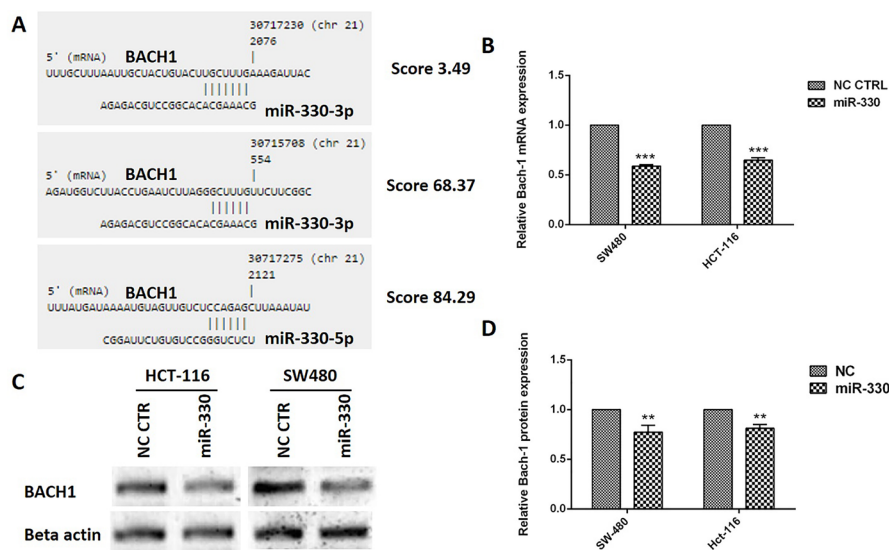 A
30717230 (chr 21)
2076
|
5' (mRNA) BACH1
UUUGCUUUAAUUGCUACUGUACUUGCUUUGAAAGAUUAC
|||||||
AGAGACGUCCGGCACACGAAACG miR-330-3p
Score 3.49
30715708 (chr 21)
554
|
5' (mRNA) BACH1
AGAUGGUCUUACCUGAAUCUUAGGGCUUUGUUCUUCGGC
||||||
AGAGACGUCCGGCACACGAAACG miR-330-3p
Score 68.37
30717275 (chr 21)
2121
|
5' (mRNA) BACH1
UUUAUGAUAAAAUGUAGUUGUCUCCAGAGCUUAAAUAU
||||||
CGGAUUCUGUGUCCGGGUCUCU miR-330-5p
Score 84.29
B
Relative Bach-1 mRNA expression
1.5
1.0
0.5
0.0
***
***
SW480
HCT-116
NC CTRL
miR-330
C
HCT-116 SW480
NC CTR miR-330 NC CTR miR-330
BACH1
Beta actin
D
Relative Bach-1 protein expression
1.5
1.0
0.5
0.0
**
**
SW-480
Hct-116
NC
miR-330